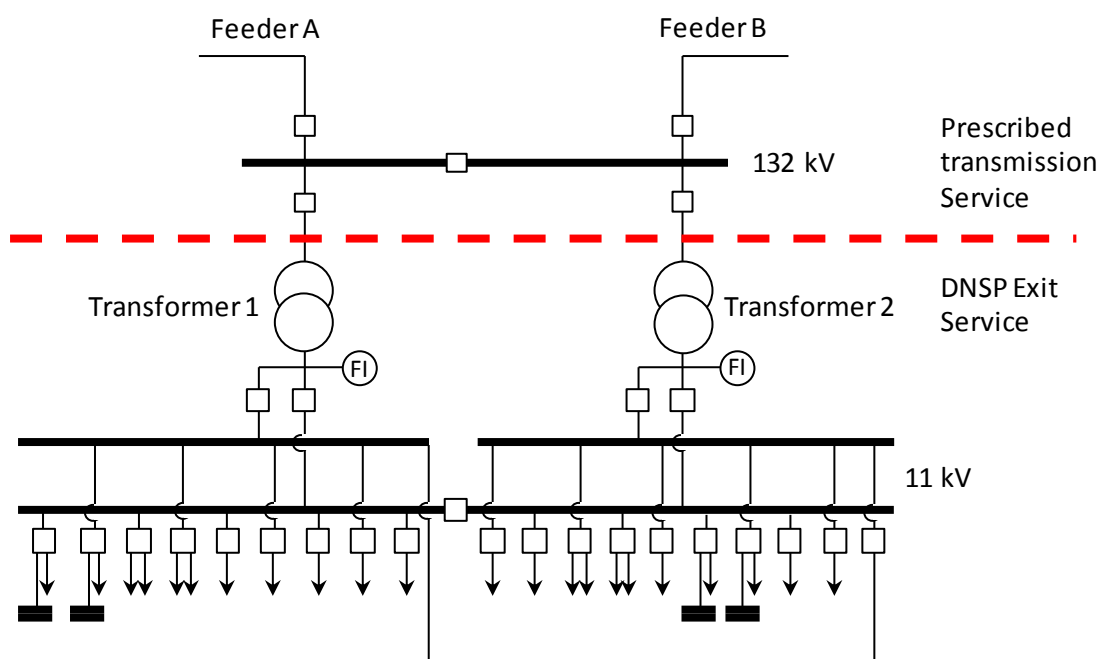 Feeder A
Feeder B
Prescribed
transmission
Service
132 kV
DNSP Exit
Service
Transformer 1
Transformer 2
FI
FI
11 kV